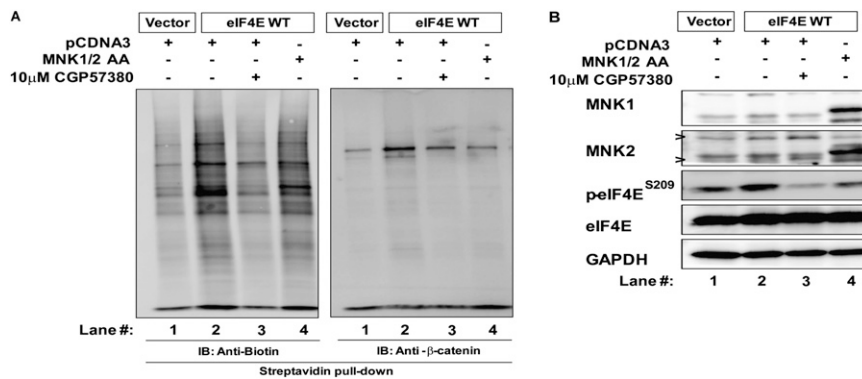 A
Vector eIF4E WT Vector eIF4E WT
pCDNA3 + + + - + + + -
MNK1/2 AA - - - + - - - +
10μM CGP57380 - - + - - - + -
Lane #: 1 2 3 4 1 2 3 4
IB: Anti-Biotin IB: Anti -β-catenin
Streptavidin pull-down
B
Vector eIF4E WT
pCDNA3 + + + -
MNK1/2 AA - - - +
10μM CGP57380 - - + -
MNK1
> MNK2 >
p-eIF4E S209
eIF4E
GAPDH
Lane #: 1 2 3 4